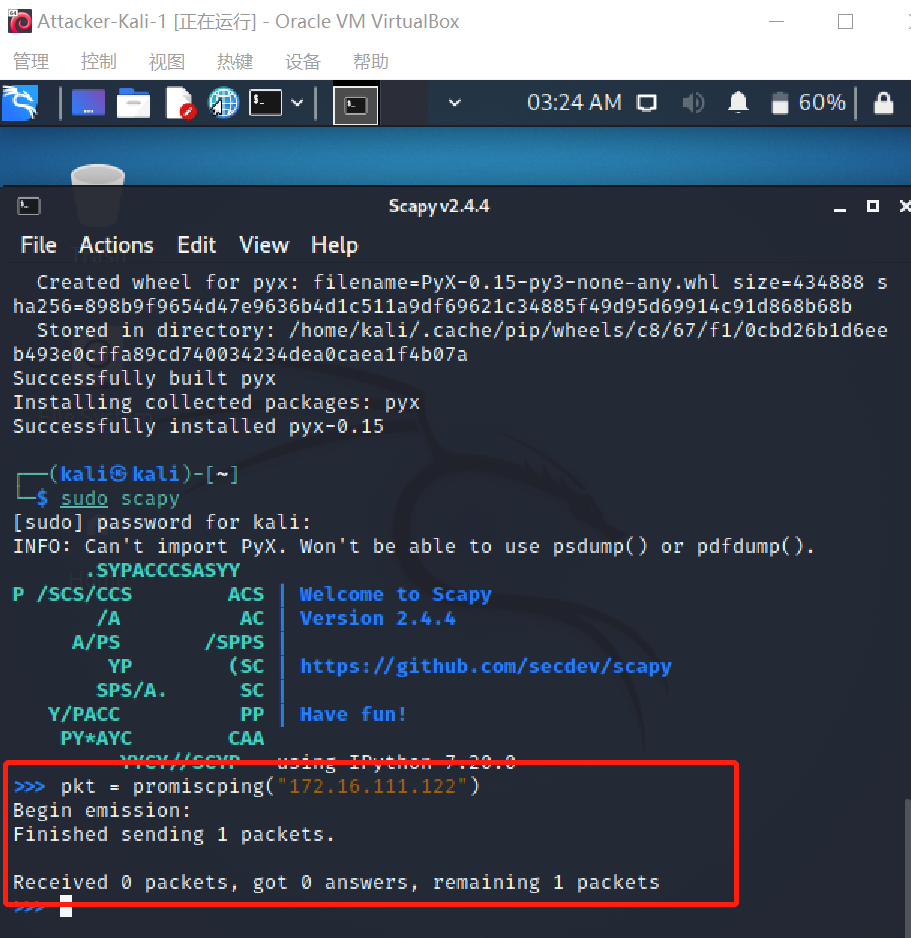 Attacker-Kali-1 [正在运行] - Oracle VM VirtualBox
管理 控制 视图 热键 设备 帮助
03:24 AM 60%
Scapy v2.4.4
File Actions Edit View Help
Created wheel for pyx: filename=PyX-0.15-py3-none-any.whl size=434888 s
ha256=898b9f9654d47e9636b4d1c511a9df69621c34885f49d95d69914c91d868b68b
Stored in directory: /home/kali/.cache/pip/wheels/c8/67/f1/0cbd26b1d6ee
b493e0cffa89cd740034234dea0caea1f4b07a
Successfully built pyx
Installing collected packages: pyx
Successfully installed pyx-0.15
┌──(kali㉿kali)-[~]
└─$ sudo scapy
[sudo] password for kali:
INFO: Can't import PyX. Won't be able to use psdump() or pdfdump().
.SYPACCCSASYY
P /SCS/CCS ACS | Welcome to Scapy
/A AC | Version 2.4.4
A/PS /SPPS |
YP (SC | https://github.com/secdev/scapy
SPS/A. SC |
Y/PACC PP | Have fun!
PY*AYC CAA
YYCY//SCYP using IPython 7.20.0
>>> pkt = promiscping("172.16.111.122")
Begin emission:
Finished sending 1 packets.
Received 0 packets, got 0 answers, remaining 1 packets
>>>